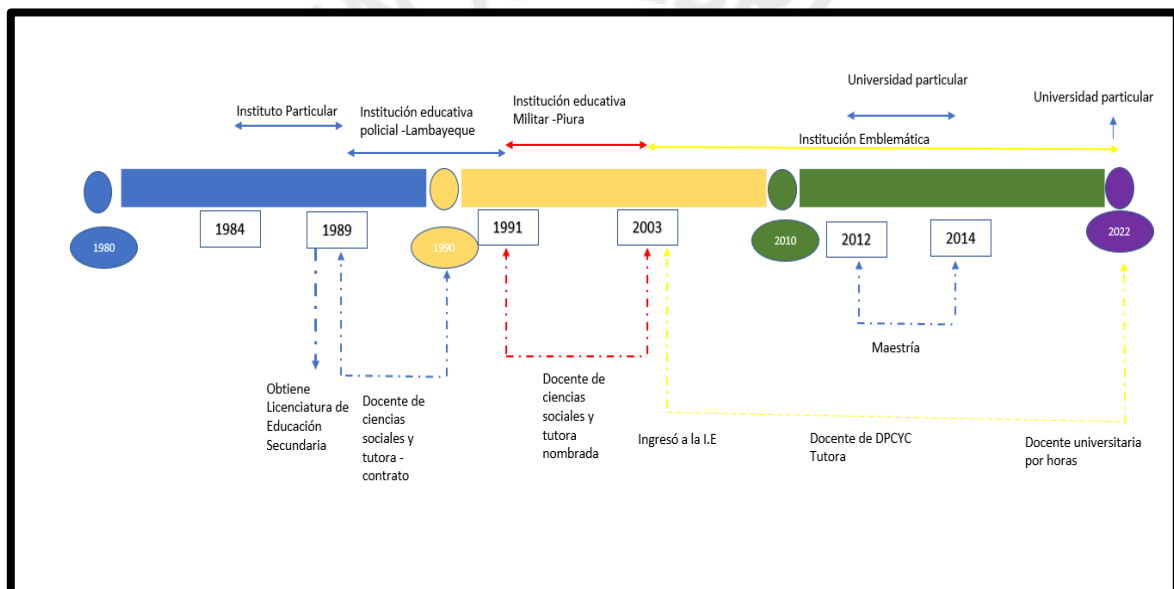 Universidad particular
Institución educativa
Militar -Piura
Universidad particular
Instituto Particular
Institución educativa
policial -Lambayeque
Institución Emblemática
1984
1989
1991
2003
2012
2014
1980
1990
2010
2022
Maestría
Obtiene
Licenciatura de
Educación
Secundaria
Docente de
ciencias
sociales y
tutora -
contrato
Docente de
ciencias
sociales y
tutora
nombrada
Ingresó a la I.E
Docente de DPCYC
Tutora
Docente universitaria
por horas